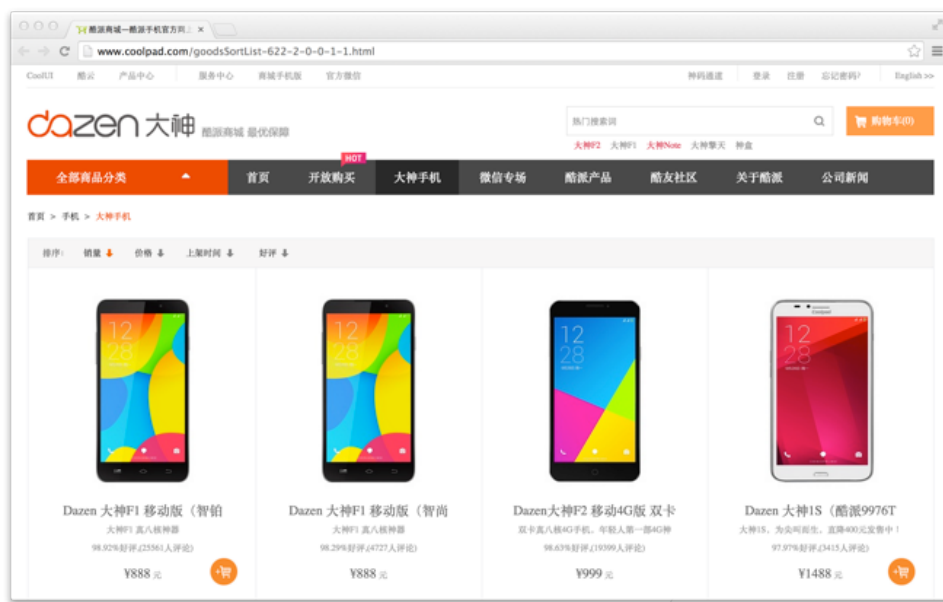 酷派商城—酷派手机官方网上
www.coolpad.com/goodsSortList-622-2-0-0-1-1.html
CoolUI 酷云 产品中心 服务中心 商城手机版 官方微信 神码通道 登录 注册 忘记密码? English >>
dazen 大神 酷派商城 最优保障
热门搜索词
购物车(0)
大神F2 大神F1 大神Note 大神擎天 神盒
HOT
全部商品分类 首页 开放购买 大神手机 微信专场 酷派产品 酷友社区 关于酷派 公司新闻
首页 > 手机 > 大神手机
排序: 销量 价格 上架时间 好评
12 12 12 Coolpad 12
28 28 28 28
Dazen 大神F1 移动版（智铂 Dazen 大神F1 移动版（智尚 Dazen大神F2 移动4G版 双卡 Dazen 大神1S（酷派9976T
大神F1 真八核神器 大神F1 真八核神器 双卡真八核4G手机，年轻人第一部4G神 大神1S，为尖叫而生，直降400元发售中！
98.92%好评,(25561人评论) 98.29%好评,(4727人评论) 98.63%好评,(19399人评论) 97.97%好评,(3415人评论)
¥888 元 ¥888 元 ¥999 元 ¥1488 元